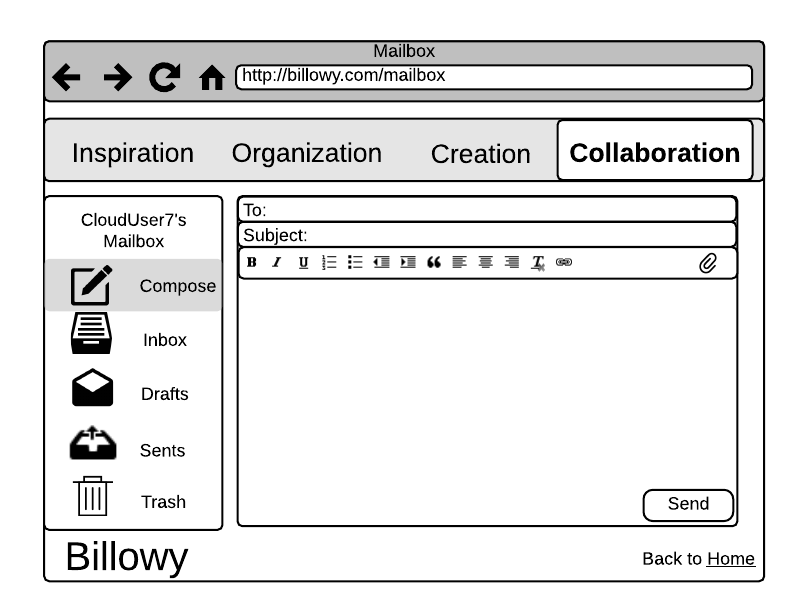 Mailbox
http://billowy.com/mailbox
Inspiration Organization Creation Collaboration
CloudUser7's
Mailbox
Compose
Inbox
Drafts
Sents
Trash
To:
Subject:
B I U
Send
Billowy
Back to Home